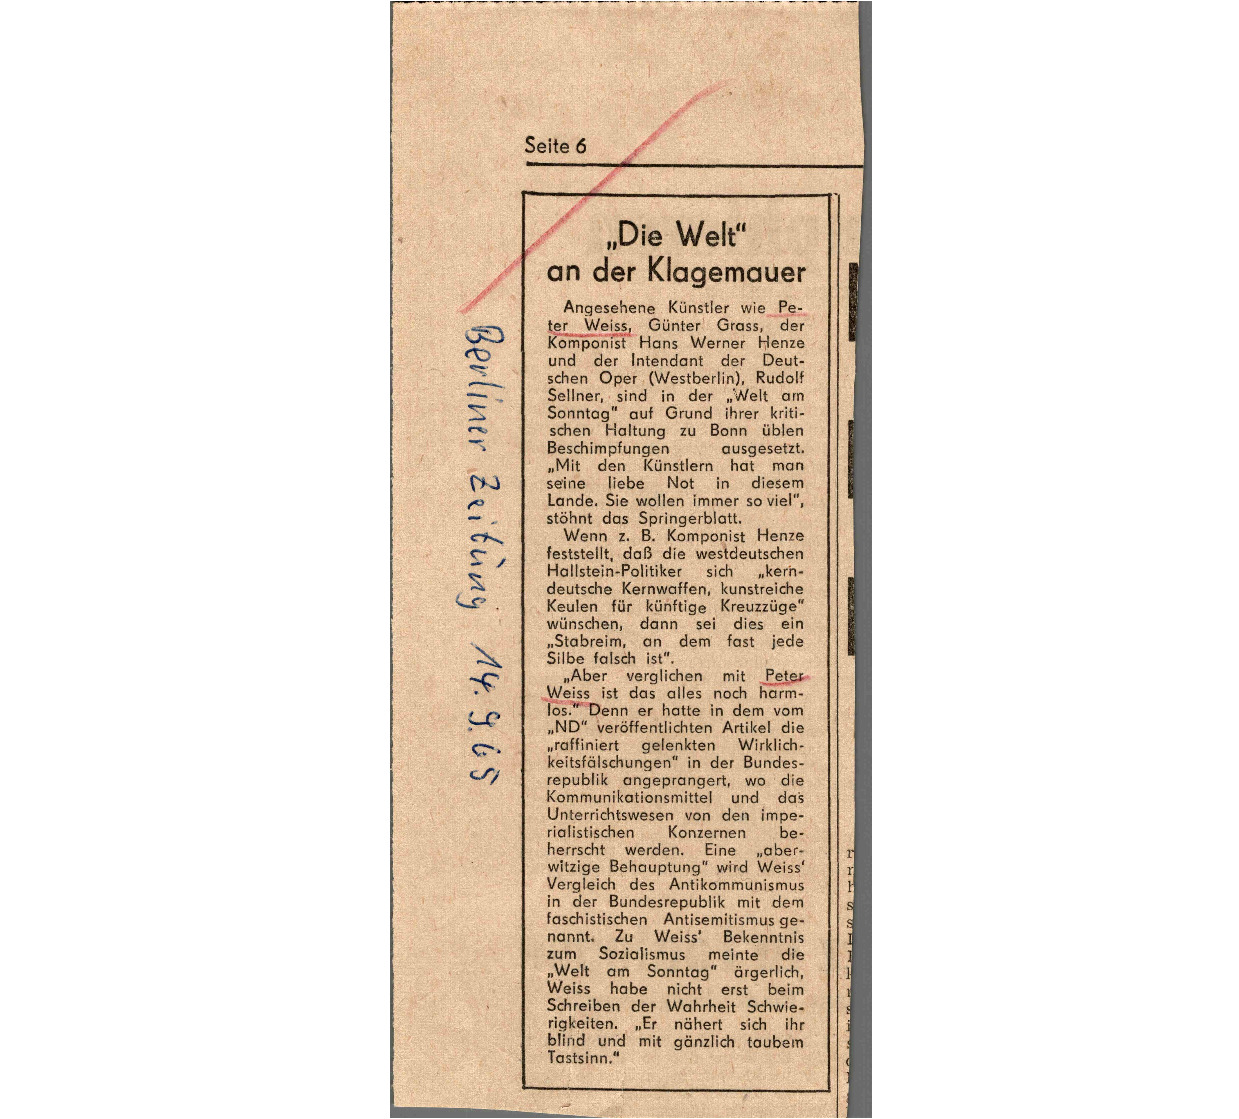 Seite 6
„Die Welt“
an der Klagemauer
Angesehene Künstler wie Pe-
ter Weiss, Günter Grass, der
Komponist Hans Werner Henze
und der Intendant der Deut-
schen Oper (Westberlin), Rudolf
Sellner, sind in der „Welt am
Sonntag“ auf Grund ihrer kriti-
schen Haltung zu Bonn üblen
Beschimpfungen ausgesetzt.
„Mit den Künstlern hat man
seine liebe Not in diesem
Lande. Sie wollen immer so viel“,
stöhnt das Springerblatt.
Wenn z. B. Komponist Henze
feststellt, daß die westdeutschen
Hallstein-Politiker sich „kern-
deutsche Kernwaffen, kunstreiche
Keulen für künftige Kreuzzüge“
wünschen, dann sei dies ein
„Stabreim, an dem fast jede
Silbe falsch ist“.
„Aber verglichen mit Peter
Weiss ist das alles noch harm-
los.“ Denn er hatte in dem vom
„ND“ veröffentlichten Artikel die
„raffiniert gelenkten Wirklich-
keitsfälschungen“ in der Bundes-
republik angeprangert, wo die
Kommunikationsmittel und das
Unterrichtswesen von den impe-
rialistischen Konzernen be-
herrscht werden. Eine „aber-
witzige Behauptung“ wird Weiss'
Vergleich des Antikommunismus
in der Bundesrepublik mit dem
faschistischen Antisemitismus ge-
nannt. Zu Weiss' Bekenntnis
zum Sozialismus meinte die
„Welt am Sonntag“ ärgerlich,
Weiss habe nicht erst beim
Schreiben der Wahrheit Schwie-
rigkeiten. „Er nähert sich ihr
blind und mit gänzlich taubem
Tastsinn.“
Berliner Zeitung 14.9.65